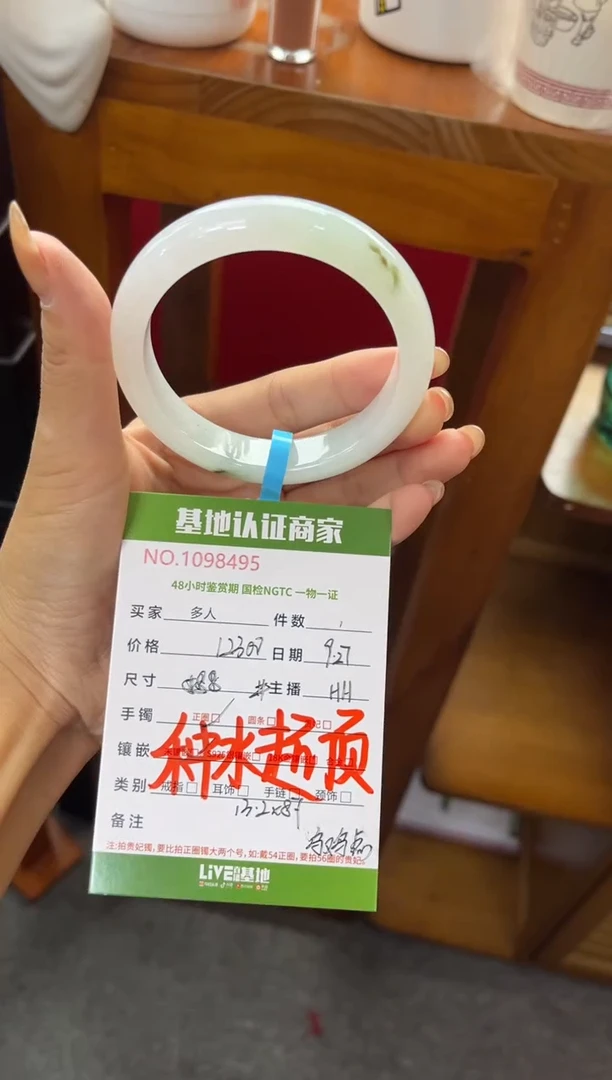 基地认证商家
NO.1098495
48小时鉴赏期 国检NGTC 一物一证
买家 多人 件数 1
价格 日期 9.27
尺寸 主播 HH
手镯 正圈□ 圆条□
镶嵌
种水超顶
类别 戒指□ 耳饰□ 手链□ 颈饰□
备注 13.2x8.9
注:拍贵妃镯,要比拍正圈镯大两个号,如:戴54正圈,要拍56圈的贵妃。
LIVE基地